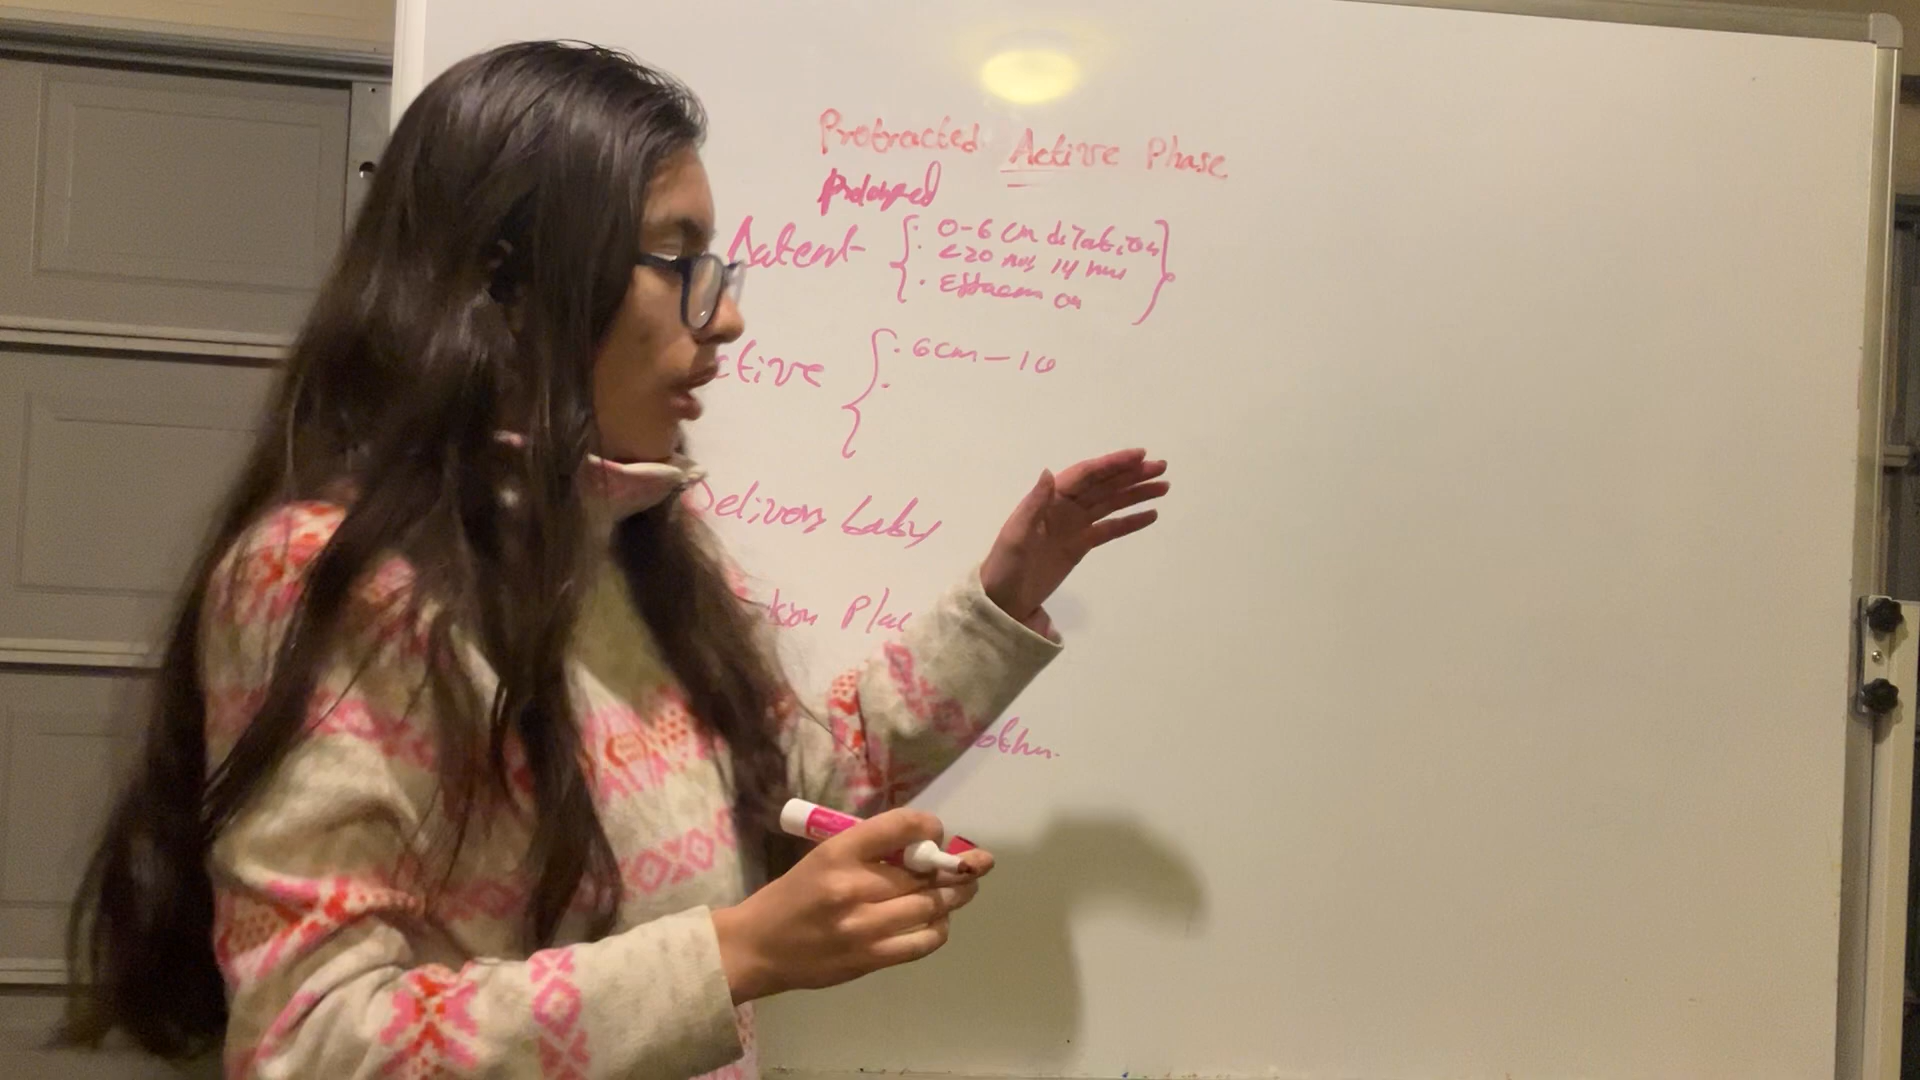 Protracted Active Phase
Prolonged
Latent
0-6 cm dilation
<20 hrs 14 hrs
ctive
6cm - 10
Delivery baby
Plac